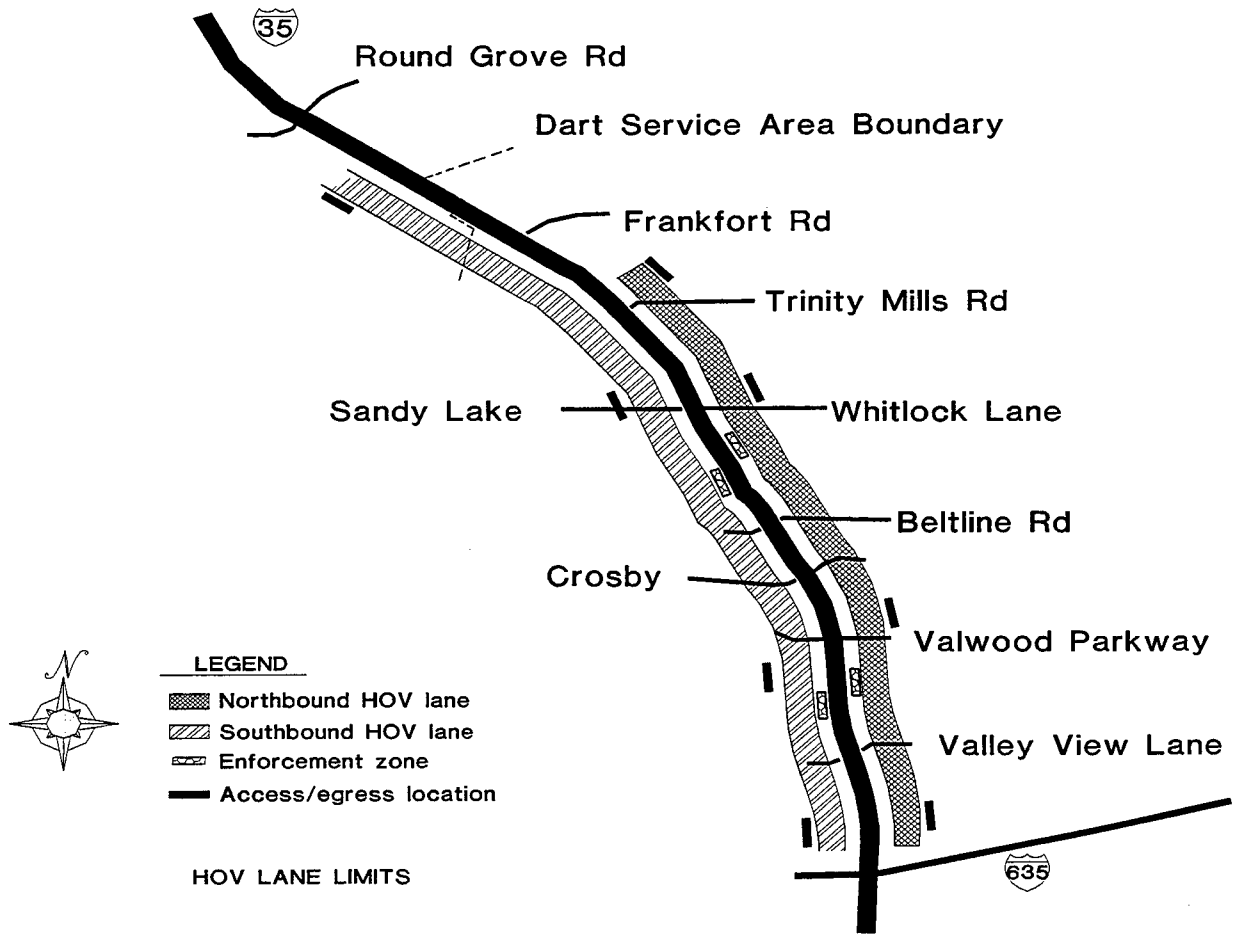 35
Round Grove Rd
Dart Service Area Boundary
Frankfort Rd
Trinity Mills Rd
Sandy Lake
Whitlock Lane
Beltline Rd
Crosby
Valwood Parkway
N
LEGEND
Northbound HOV lane
Southbound HOV lane
Enforcement zone
Access/egress location
Valley View Lane
HOV LANE LIMITS
635